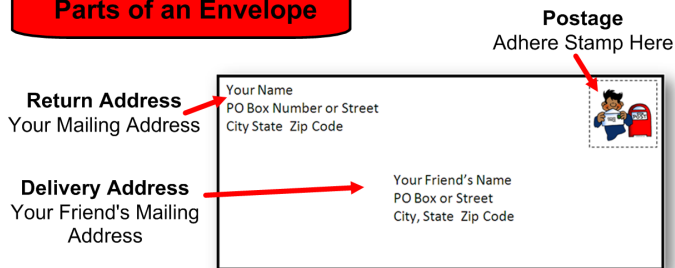 Parts of an Envelope
Postage
Adhere Stamp Here
Return Address
Your Mailing Address
Your Name
PO Box Number or Street
City State  Zip Code
Delivery Address
Your Friend's Mailing
Address
Your Friend's Name
PO Box or Street
City, State  Zip Code